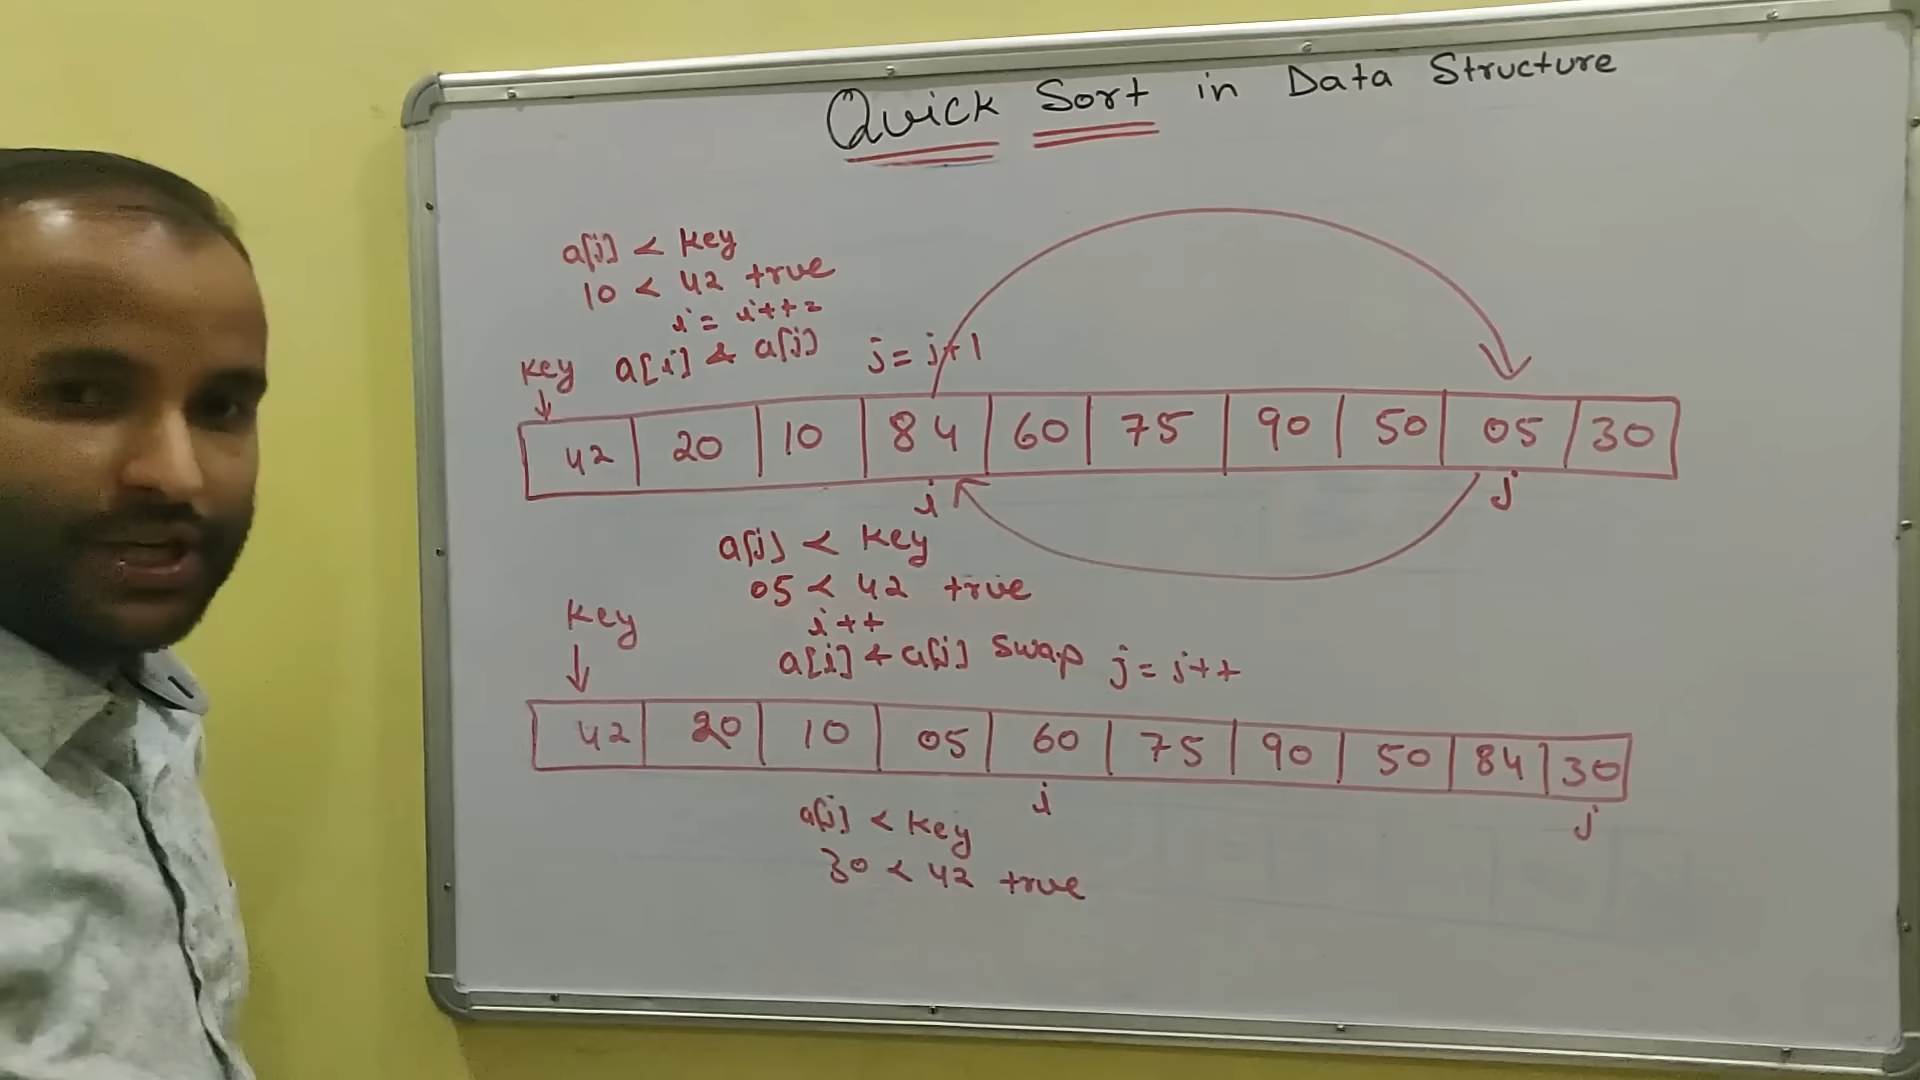 Quick Sort in Data Structure
a[j] < key
10 < 42 true
i = i++ =
key a[i] & a[j] j = j+1
42 20 10 84 60 75 90 50 05 30
i j
a[j] < key
05 < 42 true
key i++
a[i] & a[j] swap j = j++
42 20 10 05 60 75 90 50 84 30
i j
a[j] < key
30 < 42 true